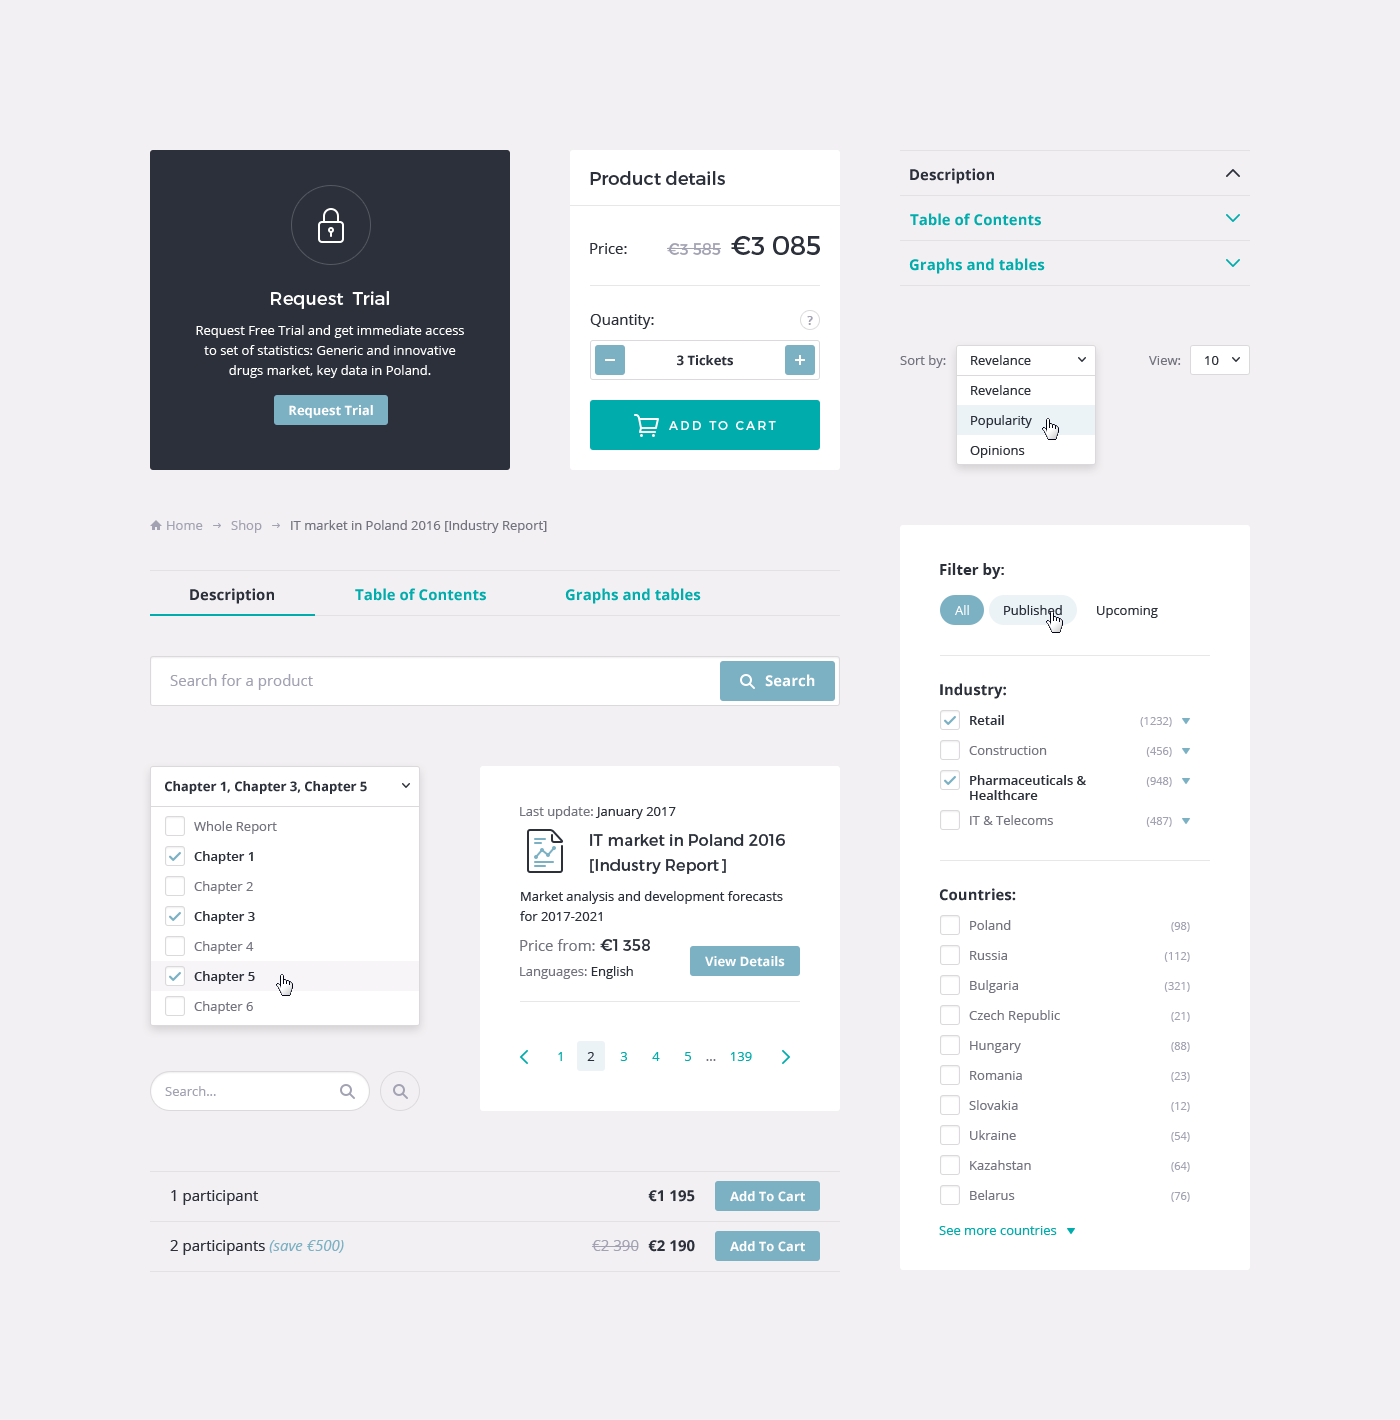 Request Trial
Request Free Trial and get immediate access
to set of statistics: Generic and innovative
drugs market, key data in Poland.
Request Trial
Product details
Price: €3 585 €3 085
Quantity: ?
3 Tickets
ADD TO CART
Description
Table of Contents
Graphs and tables
Sort by: Revelance
Revelance
Popularity
Opinions
View: 10
Home → Shop → IT market in Poland 2016 [Industry Report]
Description Table of Contents Graphs and tables
Search for a product Search
Chapter 1, Chapter 3, Chapter 5
Whole Report
Chapter 1
Chapter 2
Chapter 3
Chapter 4
Chapter 5
Chapter 6
Search...
Last update: January 2017
IT market in Poland 2016
[Industry Report]
Market analysis and development forecasts
for 2017-2021
Price from: €1 358
Languages: English
View Details
1 2 3 4 5 ... 139
1 participant €1 195 Add To Cart
2 participants (save €500) €2 390 €2 190 Add To Cart
Filter by:
All Published Upcoming
Industry:
Retail (1232)
Construction (456)
Pharmaceuticals & (948)
Healthcare
IT & Telecoms (487)
Countries:
Poland (98)
Russia (112)
Bulgaria (321)
Czech Republic (21)
Hungary (88)
Romania (23)
Slovakia (12)
Ukraine (54)
Kazahstan (64)
Belarus (76)
See more countries